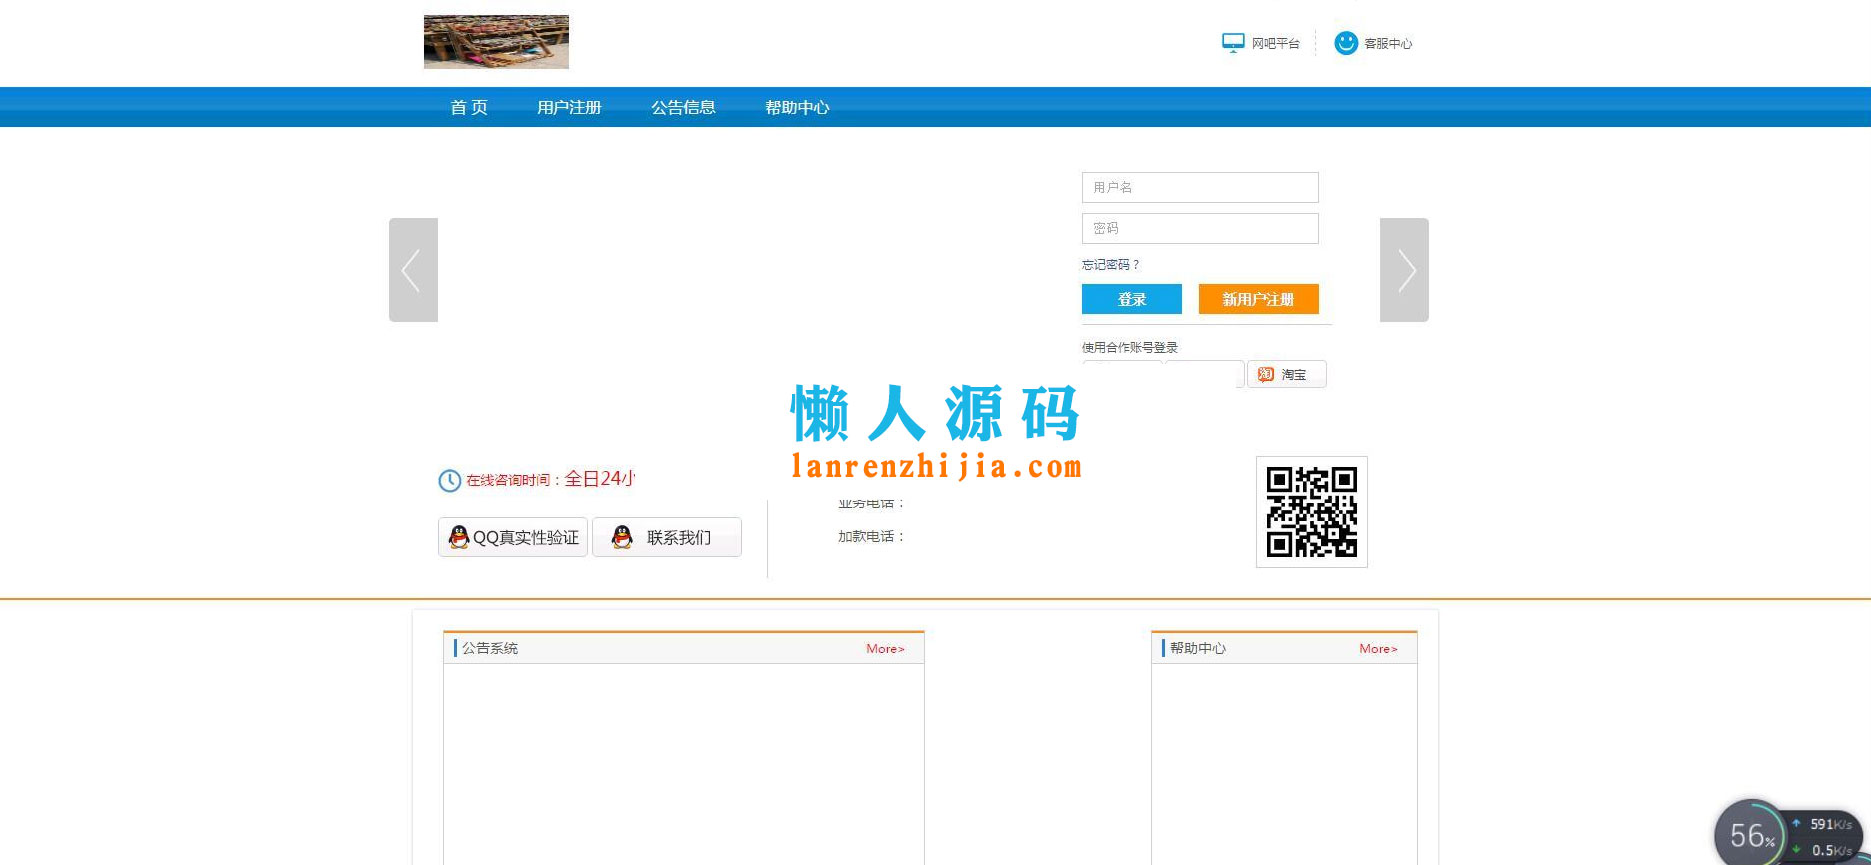 网吧平台
客服中心
首 页 用户注册 公告信息 帮助中心
用户名
密码
忘记密码？
登录 新用户注册
使用合作账号登录
淘宝
懒人源码
lanrenzhijia.com
在线咨询时间：全日24小
业务电话：
QQ真实性验证 联系我们
加款电话：
公告系统 More>
帮助中心 More>
591K/s
56%
0.5K/s